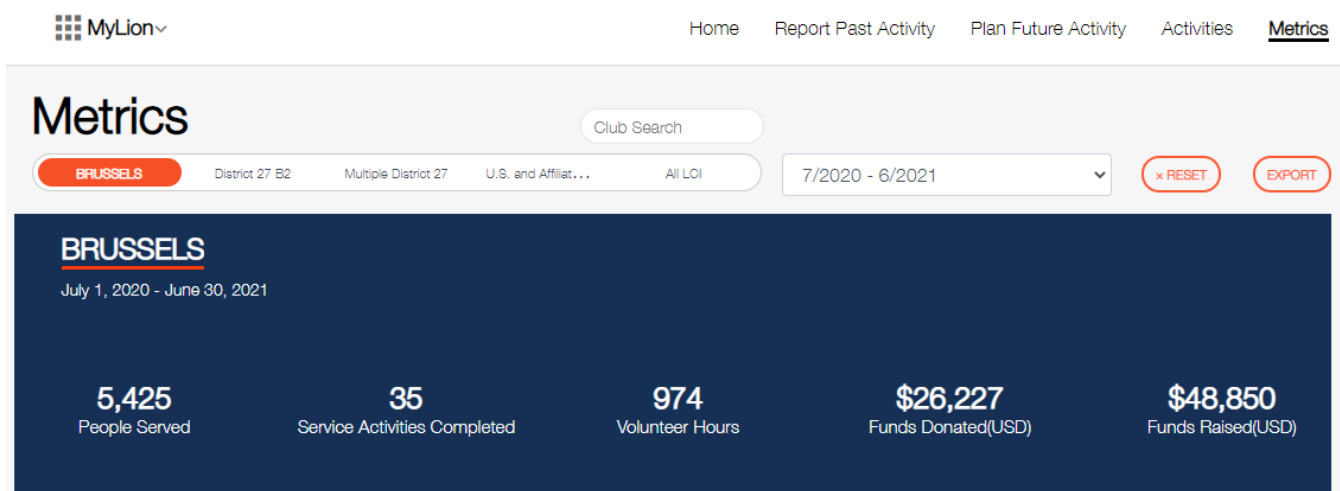 MyLion
Home Report Past Activity Plan Future Activity Activities Metrics
Metrics
Club Search
BRUSSELS District 27 B2 Multiple District 27 U.S. and Affiliat... All LCI
7/2020 - 6/2021
× RESET
EXPORT
BRUSSELS
July 1, 2020 - June 30, 2021
5,425 35 974 $26,227 $48,850
People Served Service Activities Completed Volunteer Hours Funds Donated(USD) Funds Raised(USD)